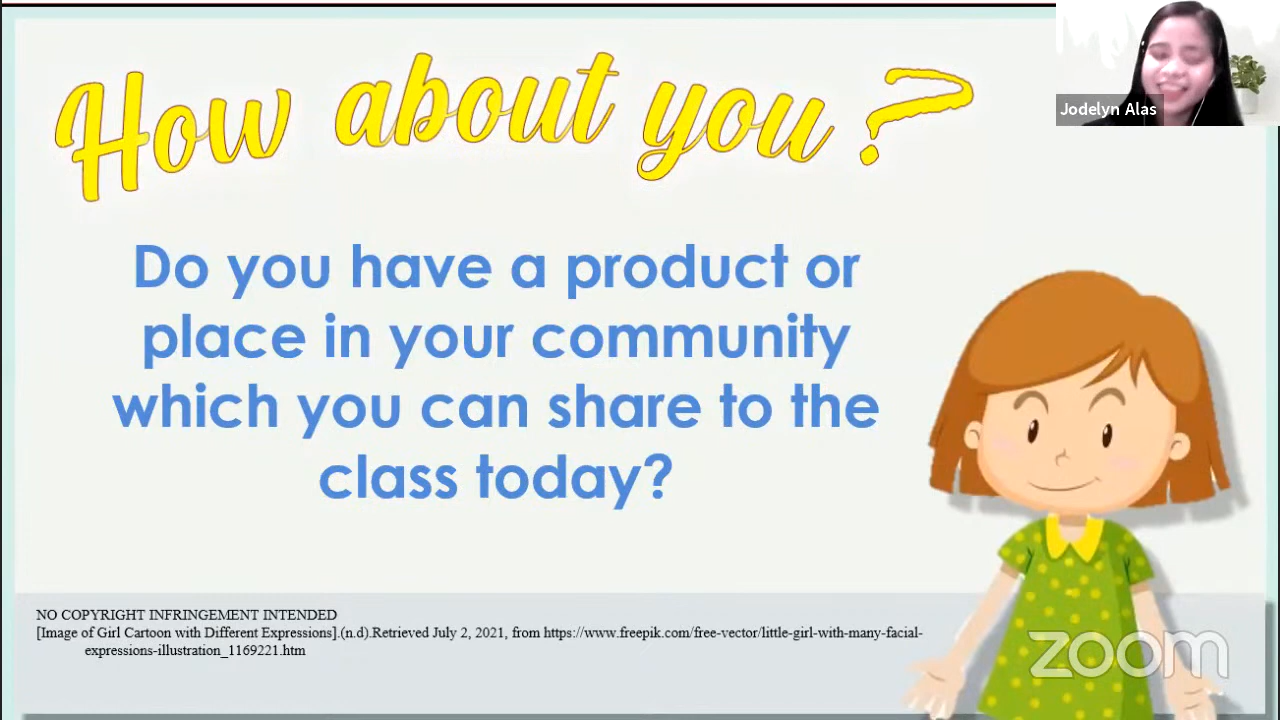 How about you?
Jodelyn Alas
Do you have a product or
place in your community
which you can share to the
class today?
NO COPYRIGHT INFRINGEMENT INTENDED
[Image of Girl Cartoon with Different Expressions].(n.d).Retrieved July 2, 2021, from https://www.freepik.com/free-vector/little-girl-with-many-facial-
expressions-illustration_1169221.htm
zoom